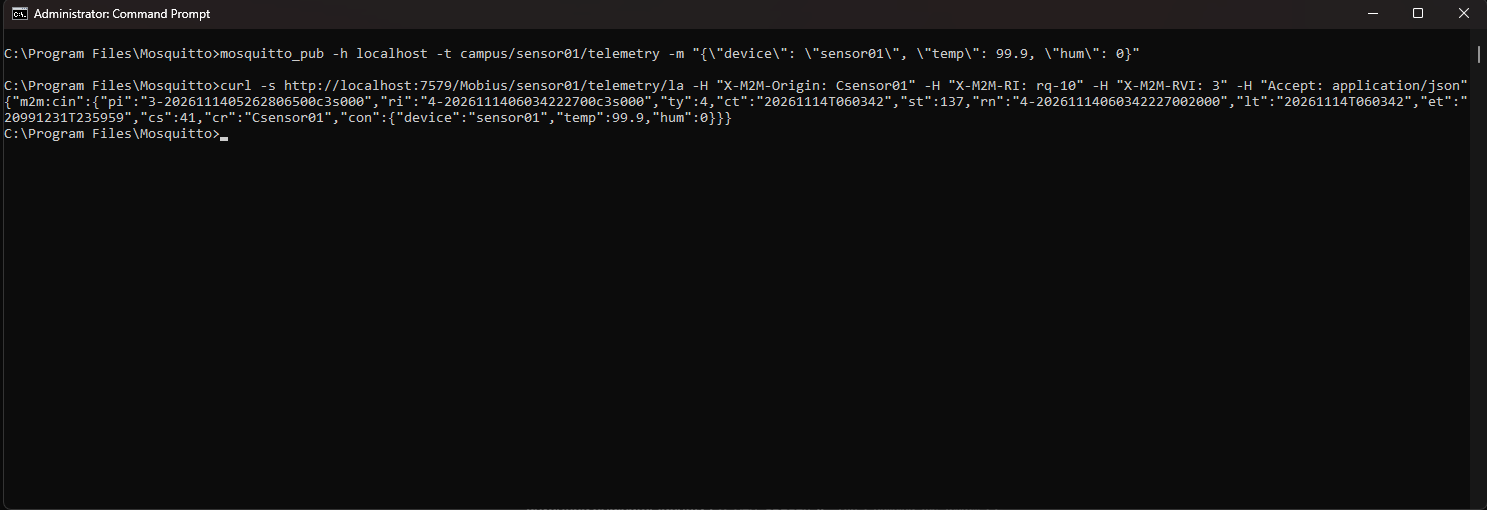 Administrator: Command Prompt
C:\Program Files\Mosquitto>mosquitto_pub -h localhost -t campus/sensor01/telemetry -m "{\"device\": \"sensor01\", \"temp\": 99.9, \"hum\": 0}"
C:\Program Files\Mosquitto>curl -s http://localhost:7579/Mobius/sensor01/telemetry/la -H "X-M2M-Origin: Csensor01" -H "X-M2M-RI: rq-10" -H "X-M2M-RVI: 3" -H "Accept: application/json"
{"m2m:cin":{"pi":"3-2026111405262806500c3s000","ri":"4-2026111406034222700c3s000","ty":4,"ct":"20261114T060342","st":137,"rn":"4-20261114060342227002000","lt":"20261114T060342","et":"
20991231T235959","cs":41,"cr":"Csensor01","con":{"device":"sensor01","temp":99.9,"hum":0}}}
C:\Program Files\Mosquitto>